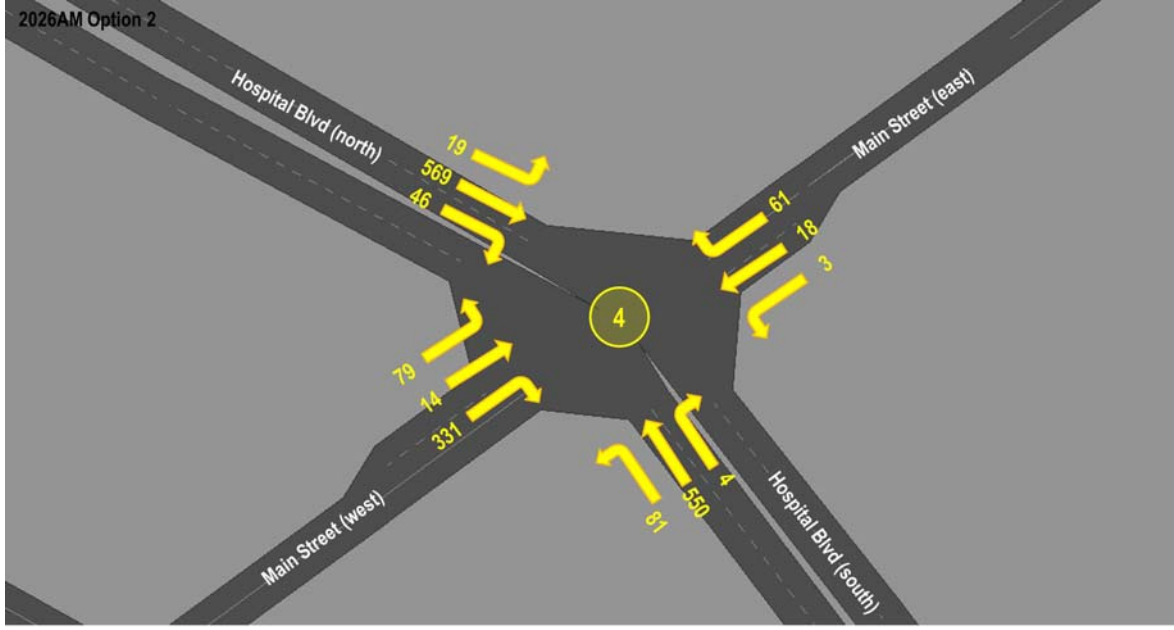 2026AM Option 2
Hospital Blvd (north)
Main Street (east)
19
569
46
61
18
3
4
79
14
331
4
550
81
Main Street (west)
Hospital Blvd (south)